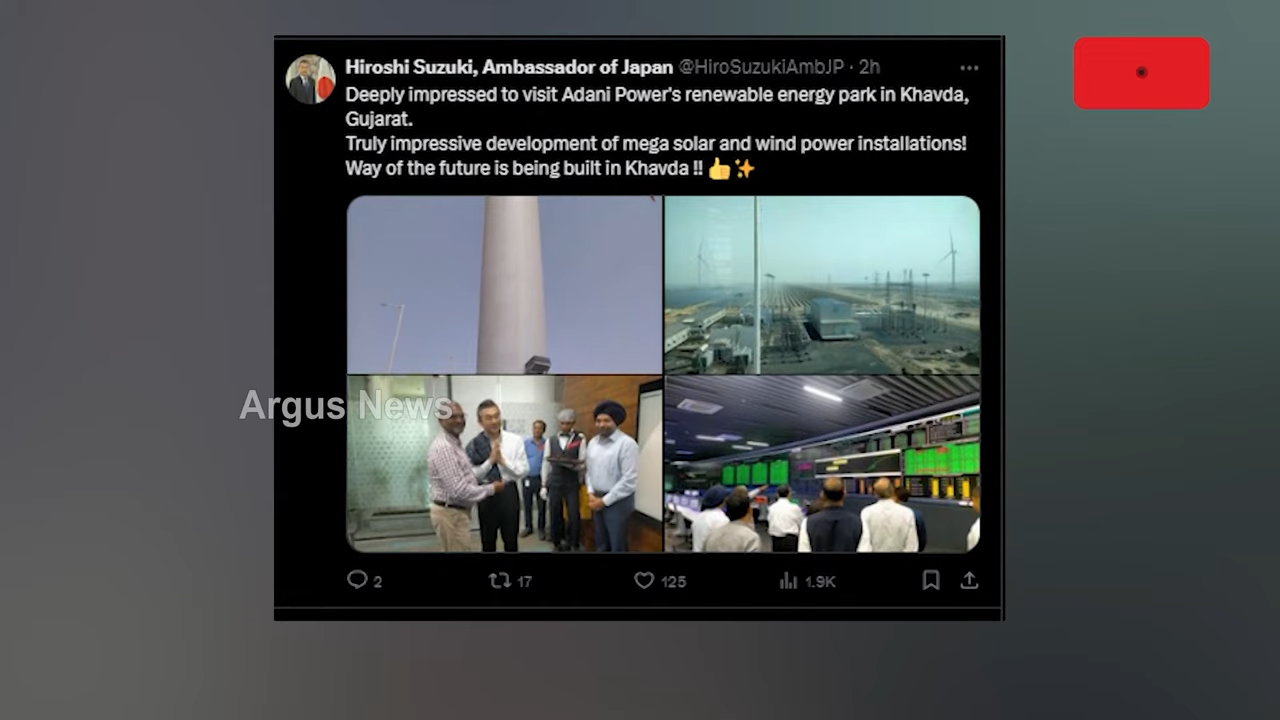 Hiroshi Suzuki, Ambassador of Japan @HiroSuzukiAmbJP · 2h
Deeply impressed to visit Adani Power's renewable energy park in Khavda,
Gujarat.
Truly impressive development of mega solar and wind power installations!
Way of the future is being built in Khavda !! 👍✨
Argus News
2 17 125 1.9K